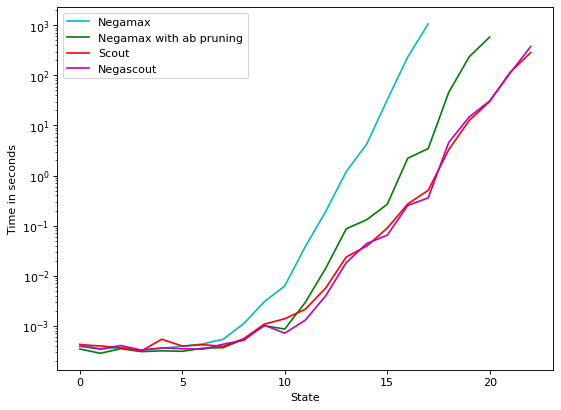 Negamax
Negamax with ab pruning
Scout
Negascout
Time in seconds
10³
10²
10¹
10⁰
10⁻¹
10⁻²
10⁻³
0 5 10 15 20
State